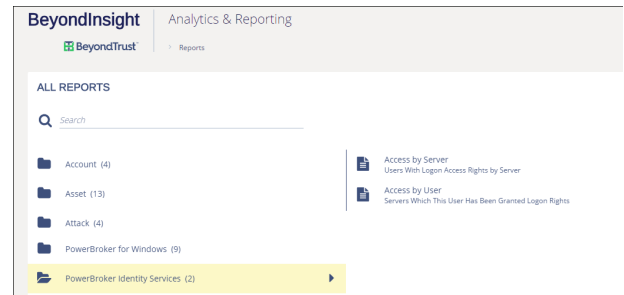 BeyondInsight
Analytics & Reporting
BeyondTrust
> Reports
ALL REPORTS
Search
Account (4)
Asset (13)
Attack (4)
PowerBroker for Windows (9)
PowerBroker Identity Services (2)
Access by Server
Users With Logon Access Rights by Server
Access by User
Servers Which This User Has Been Granted Logon Rights